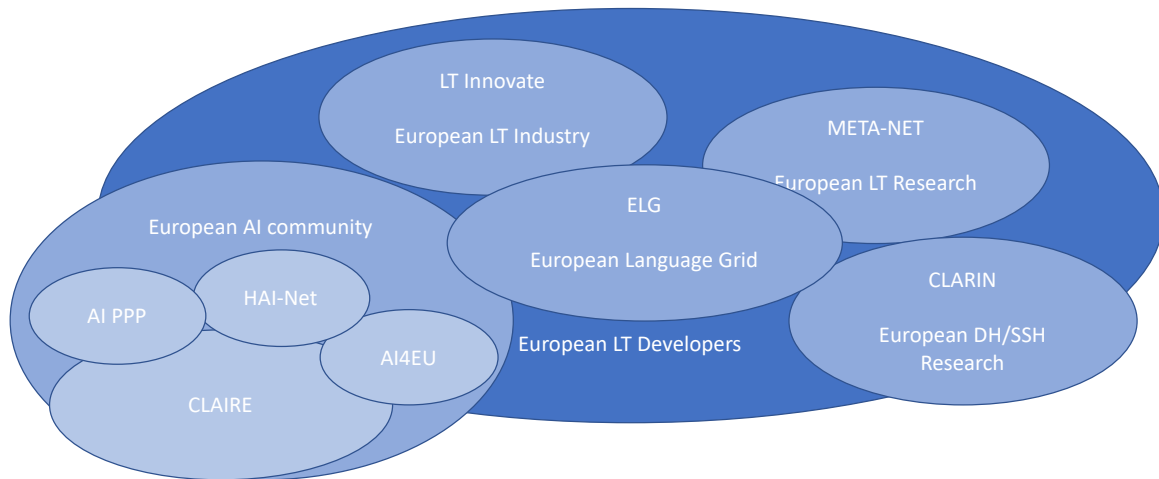 LT Innovate
European LT Industry
META-NET
European LT Research
ELG
European Language Grid
European AI community
CLARIN
European DH/SSH
Research
HAI-Net
AI PPP
AI4EU
European LT Developers
CLAIRE